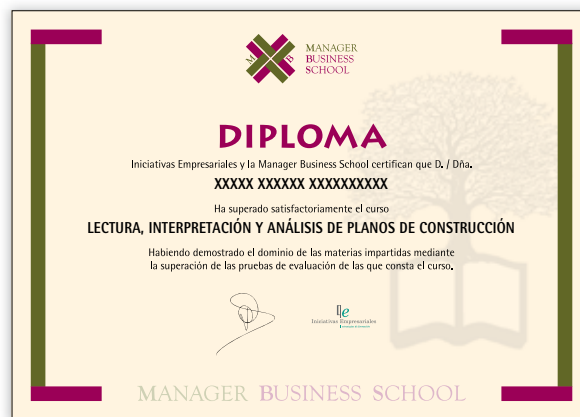 M B
MANAGER
BUSINESS
SCHOOL
DIPLOMA
Iniciativas Empresariales y la Manager Business School certifican que D. / Dña.
XXXXX XXXXXX XXXXXXXXXX
Ha superado satisfactoriamente el curso
LECTURA, INTERPRETACIÓN Y ANÁLISIS DE PLANOS DE CONSTRUCCIÓN
Habiendo demostrado el dominio de las materias impartidas mediante
la superación de las pruebas de evaluación de las que consta el curso.
Ie
Iniciativas Empresariales
MANAGER BUSINESS SCHOOL